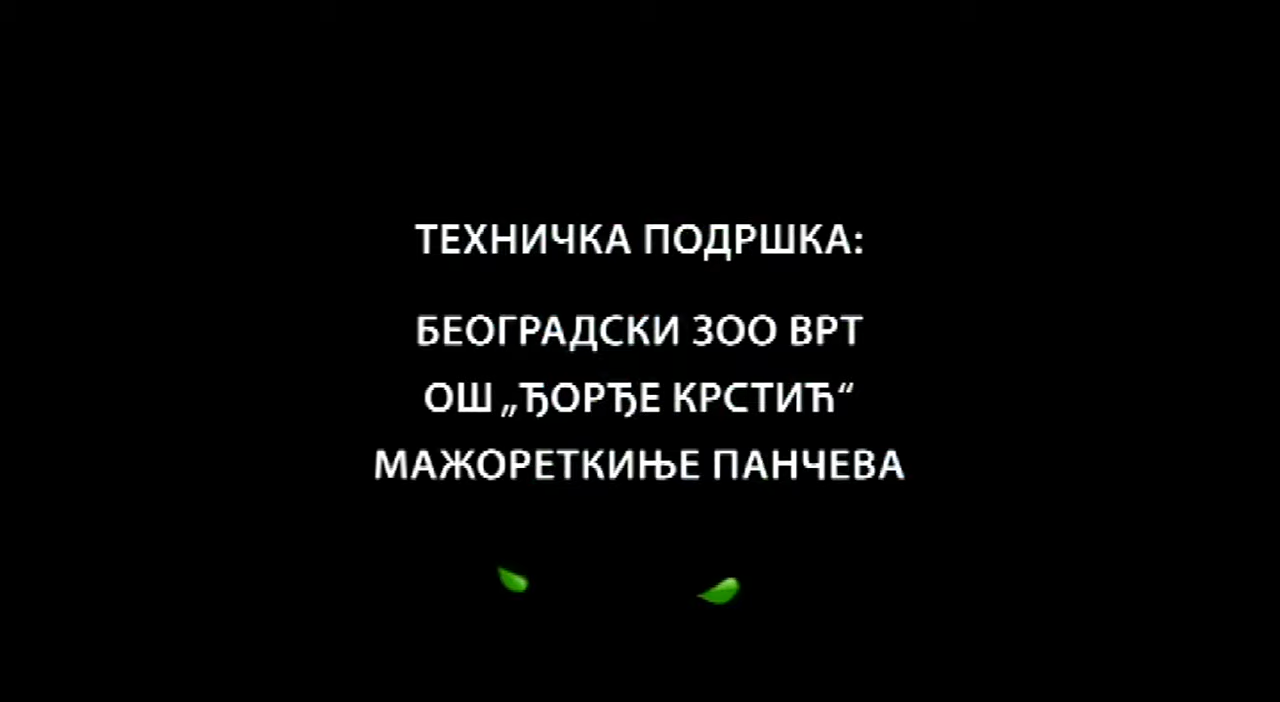 ТЕХНИЧКА ПОДРШКА:
БЕОГРАДСКИ ЗОО ВРТ
ОШ „ЂОРЂЕ КРСТИЋ“
МАЖОРЕТКИЊЕ ПАНЧЕВА